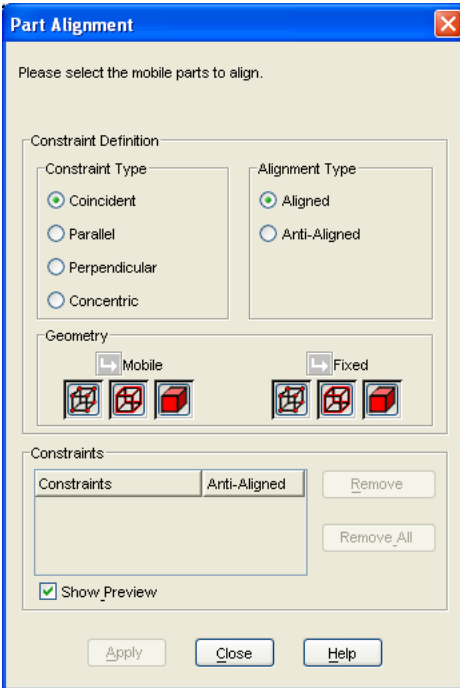 Part Alignment
Please select the mobile parts to align.
Constraint Definition
Constraint Type
Alignment Type
Coincident
Aligned
Parallel
Anti-Aligned
Perpendicular
Concentric
Geometry
Mobile
Fixed
Constraints
Constraints Anti-Aligned
Remove
Remove All
Show Preview
Apply Close Help